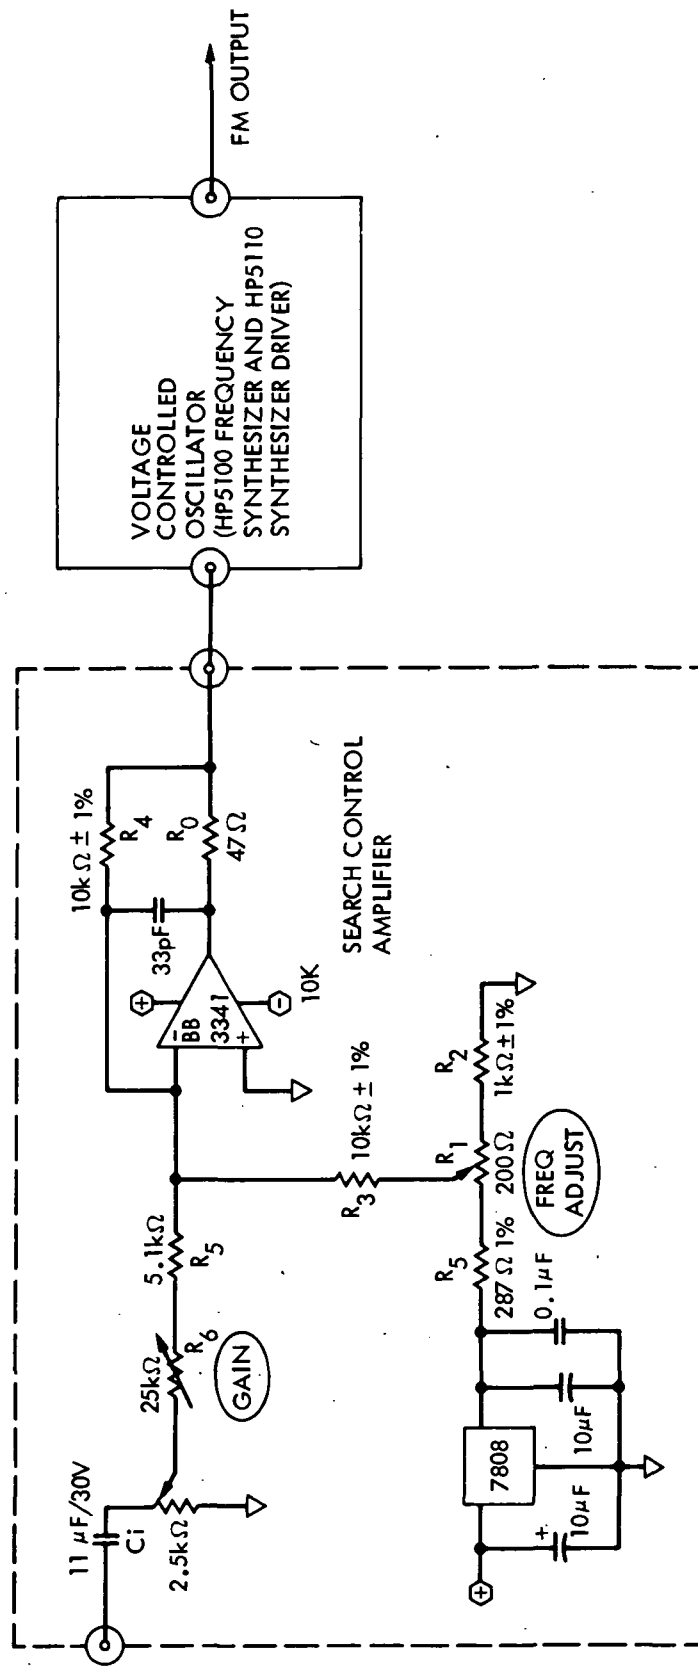 11 μF/30V
Ci
2.5kΩ
25kΩ
R6
GAIN
5.1kΩ
R5
10kΩ ± 1%
R4
33pF
R0
47Ω
+
−
BB
3341
+
−
10K
10kΩ ± 1%
R3
SEARCH CONTROL
AMPLIFIER
+
7808
+
10μF
10μF
0.1μF
R5
287Ω 1%
R1
200Ω
FREQ
ADJUST
R2
1kΩ±1%
VOLTAGE
CONTROLLED
OSCILLATOR
(HP5100 FREQUENCY
SYNTHESIZER AND HP5110
SYNTHESIZER DRIVER)
FM OUTPUT